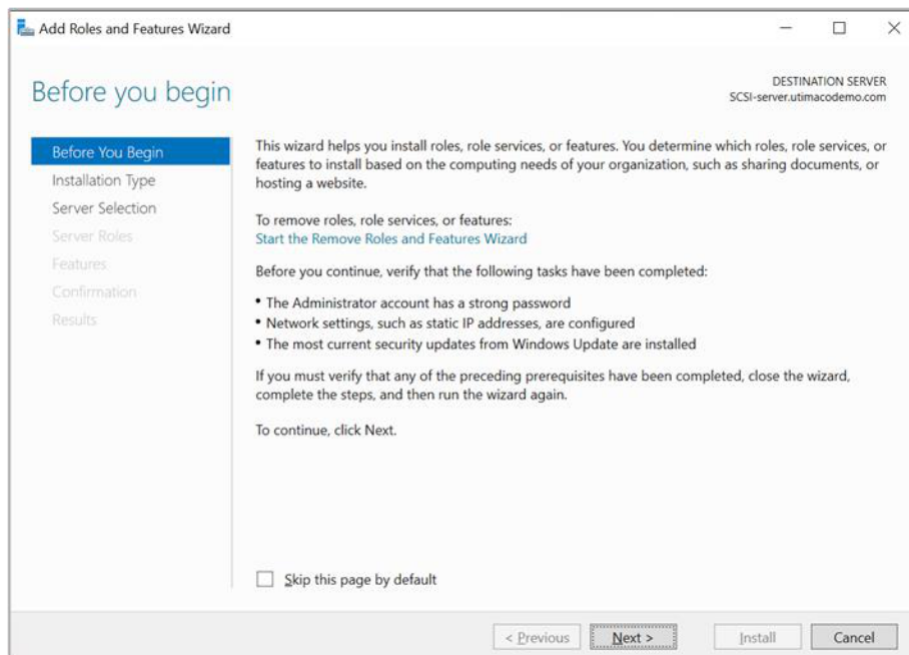 Add Roles and Features Wizard
Before you begin
DESTINATION SERVER
SCSI-server.utimacodemo.com
Before You Begin
Installation Type
Server Selection
Server Roles
Features
Confirmation
Results
This wizard helps you install roles, role services, or features. You determine which roles, role services, or
features to install based on the computing needs of your organization, such as sharing documents, or
hosting a website.
To remove roles, role services, or features:
Start the Remove Roles and Features Wizard
Before you continue, verify that the following tasks have been completed:
• The Administrator account has a strong password
• Network settings, such as static IP addresses, are configured
• The most current security updates from Windows Update are installed
If you must verify that any of the preceding prerequisites have been completed, close the wizard,
complete the steps, and then run the wizard again.
To continue, click Next.
Skip this page by default
< Previous
Next >
Install
Cancel